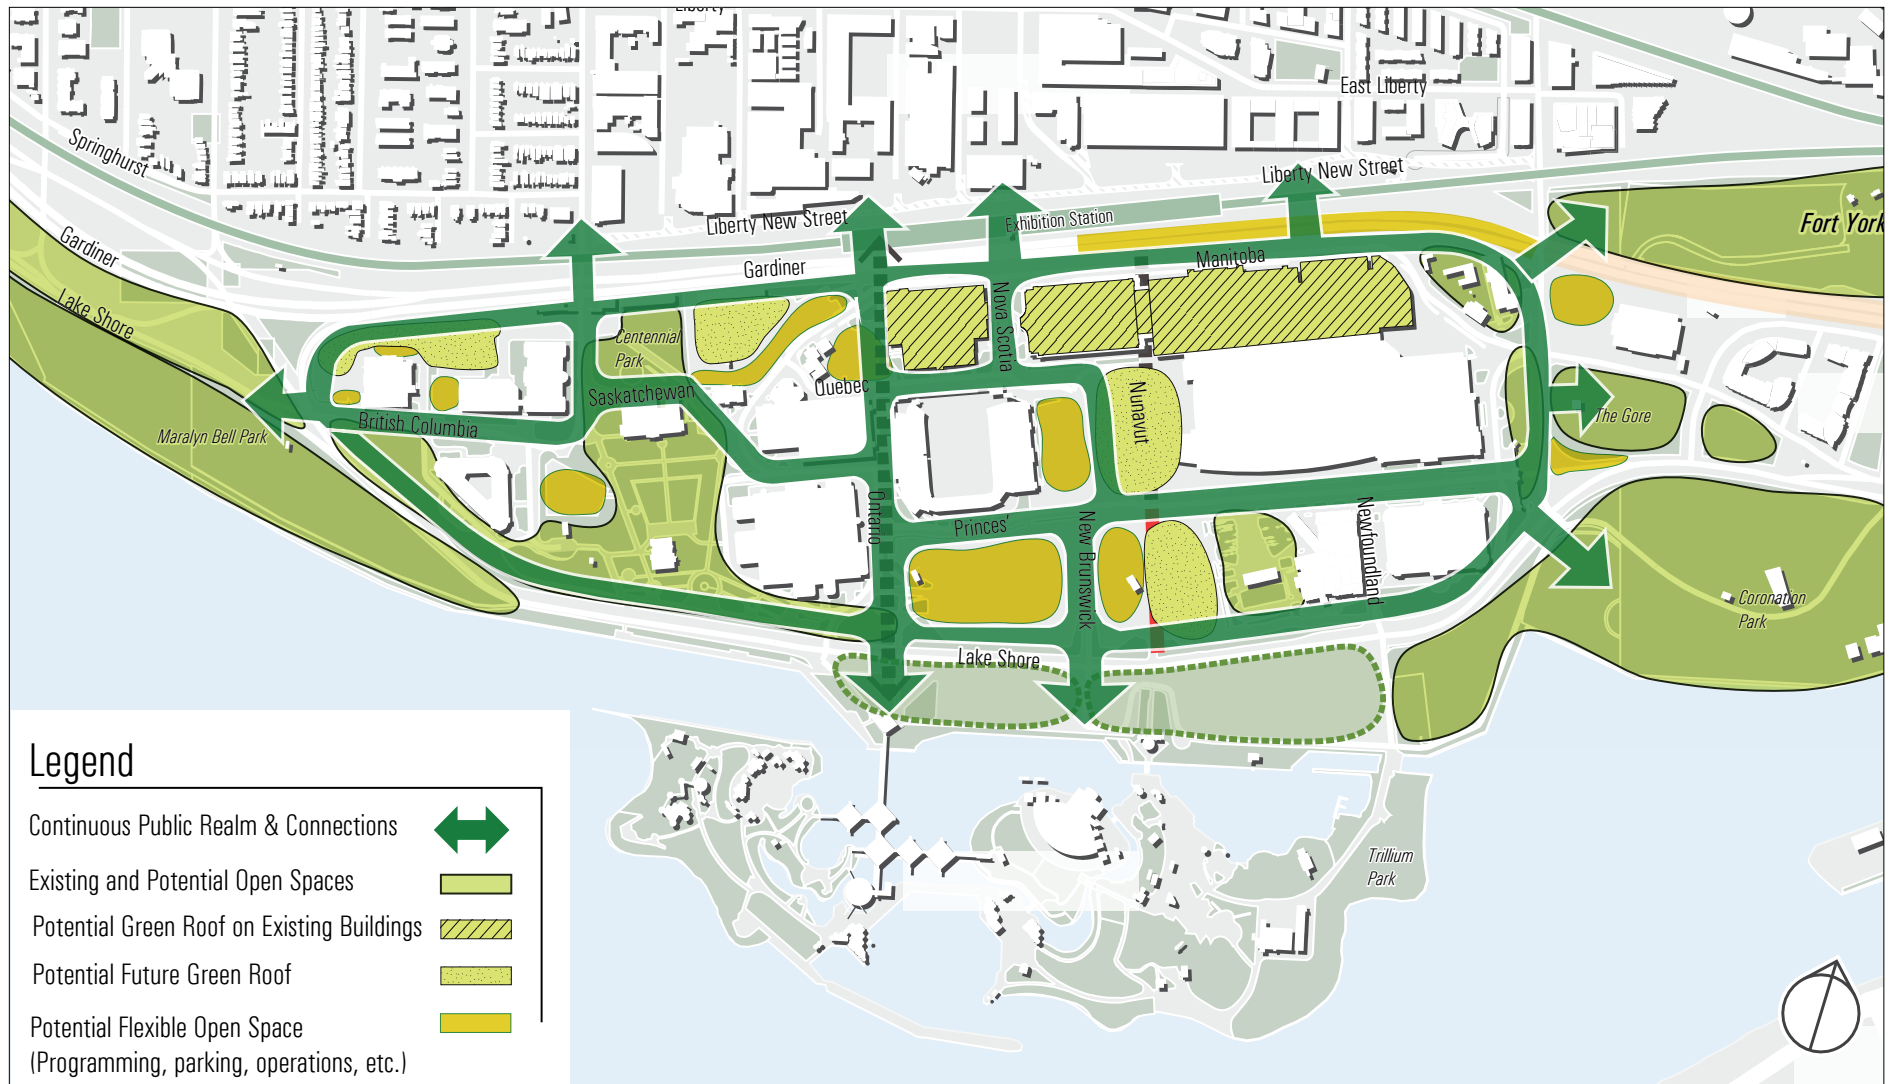 Liberty
East Liberty
Springhurst
Liberty New Street
Liberty New Street
Exhibition Station
Fort York
Gardiner
Gardiner
Manitoba
Lake Shore
Nova Scotia
Centennial
Park
Quebec
Saskatchewan
Nunavut
British Columbia
Maralyn Bell Park
The Gore
Ontario
Princes'
New Brunswick
Newfoundland
Coronation
Park
Lake Shore
Trillium
Park
Legend
Continuous Public Realm & Connections
Existing and Potential Open Spaces
Potential Green Roof on Existing Buildings
Potential Future Green Roof
Potential Flexible Open Space
(Programming, parking, operations, etc.)